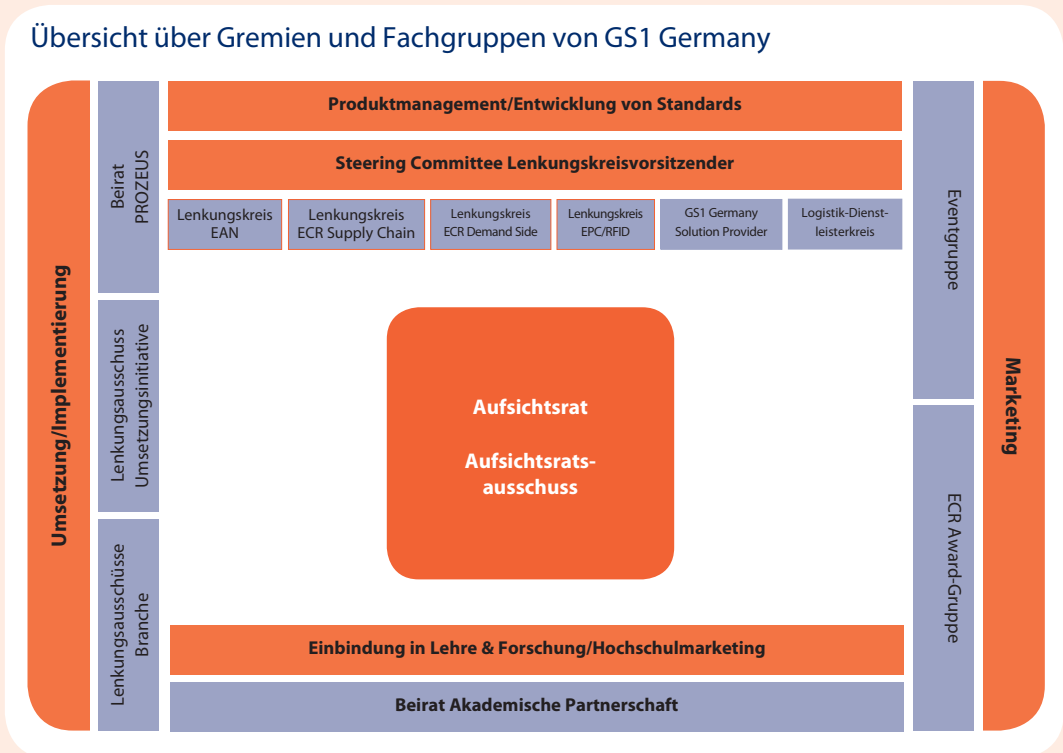 Übersicht über Gremien und Fachgruppen von GS1 Germany
Umsetzung/Implementierung
Beirat
PROZEUS
Lenkungsausschuss
Umsetzungsinitiative
Lenkungsausschüsse
Branche
Produktmanagement/Entwicklung von Standards
Steering Committee Lenkungskreisvorsitzender
Lenkungskreis
EAN
Lenkungskreis
ECR Supply Chain
Lenkungskreis
ECR Demand Side
Lenkungskreis
EPC/RFID
GS1 Germany
Solution Provider
Logistik-Dienst-
leisterkreis
Aufsichtsrat
Aufsichtsrats-
ausschuss
Einbindung in Lehre & Forschung/Hochschulmarketing
Beirat Akademische Partnerschaft
Eventgruppe
ECR Award-Gruppe
Marketing